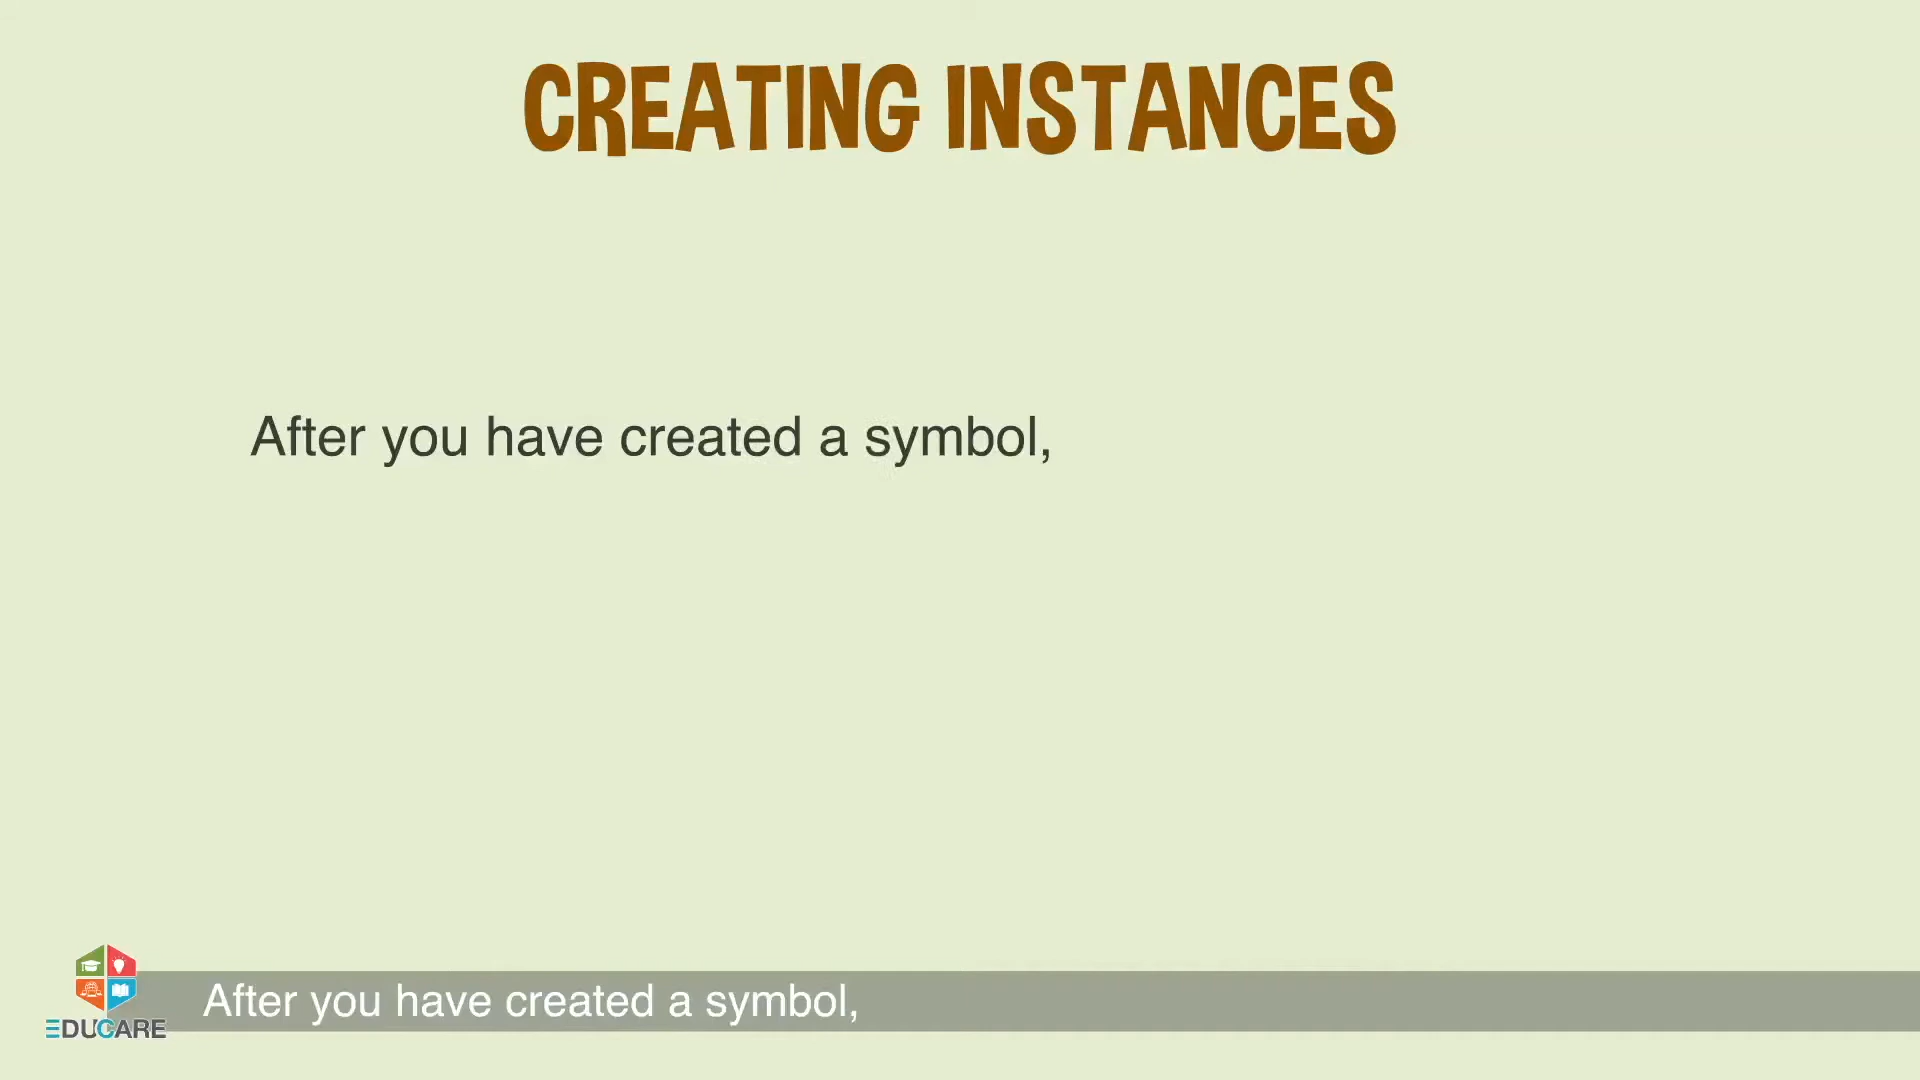 CREATING INSTANCES
After you have created a symbol,
After you have created a symbol,
EDUCARE